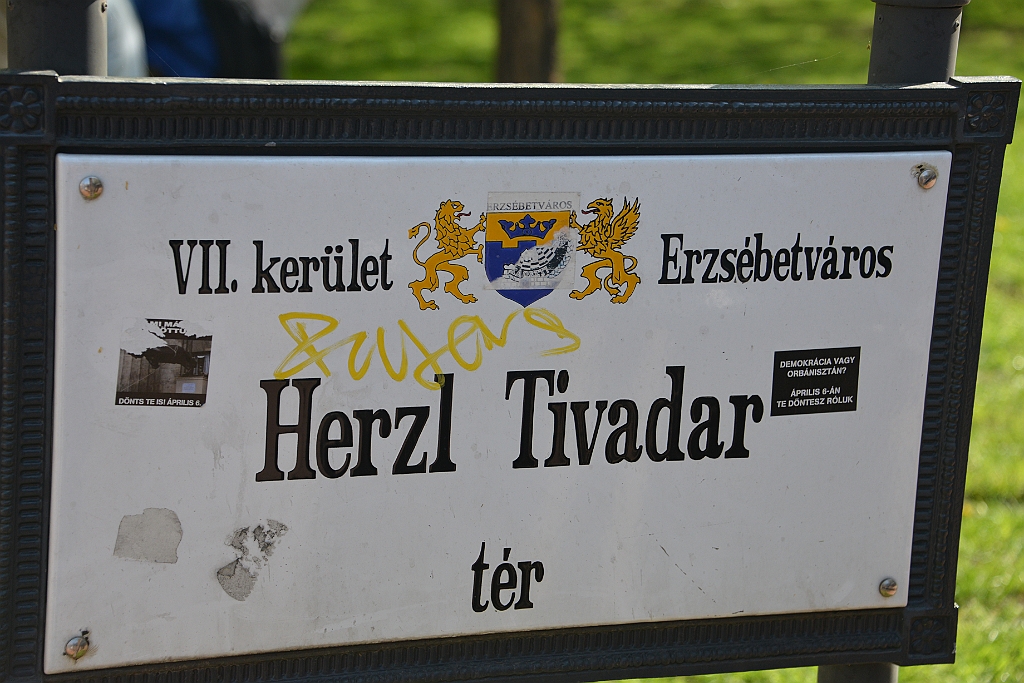 ERZSÉBETVÁROS
VII. kerület Erzsébetváros
DÖNTS TE IS! ÁPRILIS 6.
Herzl Tivadar
DEMOKRÁCIA VAGY
ORBÁNISZTÁN?
ÁPRILIS 6-ÁN
TE DÖNTESZ RÓLUK
tér